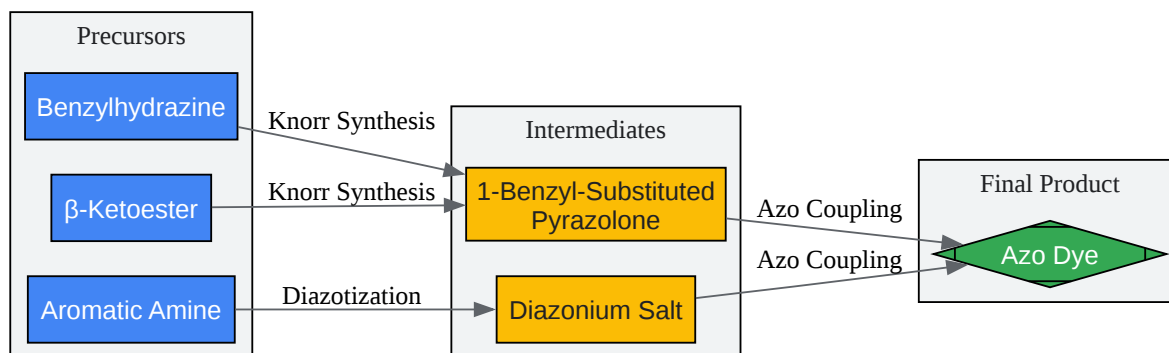 Precursors
Benzylhydrazine
β-Ketoester
Aromatic Amine
Knorr Synthesis
Knorr Synthesis
Diazotization
Intermediates
1-Benzyl-Substituted
Pyrazolone
Diazonium Salt
Azo Coupling
Azo Coupling
Final Product
Azo Dye